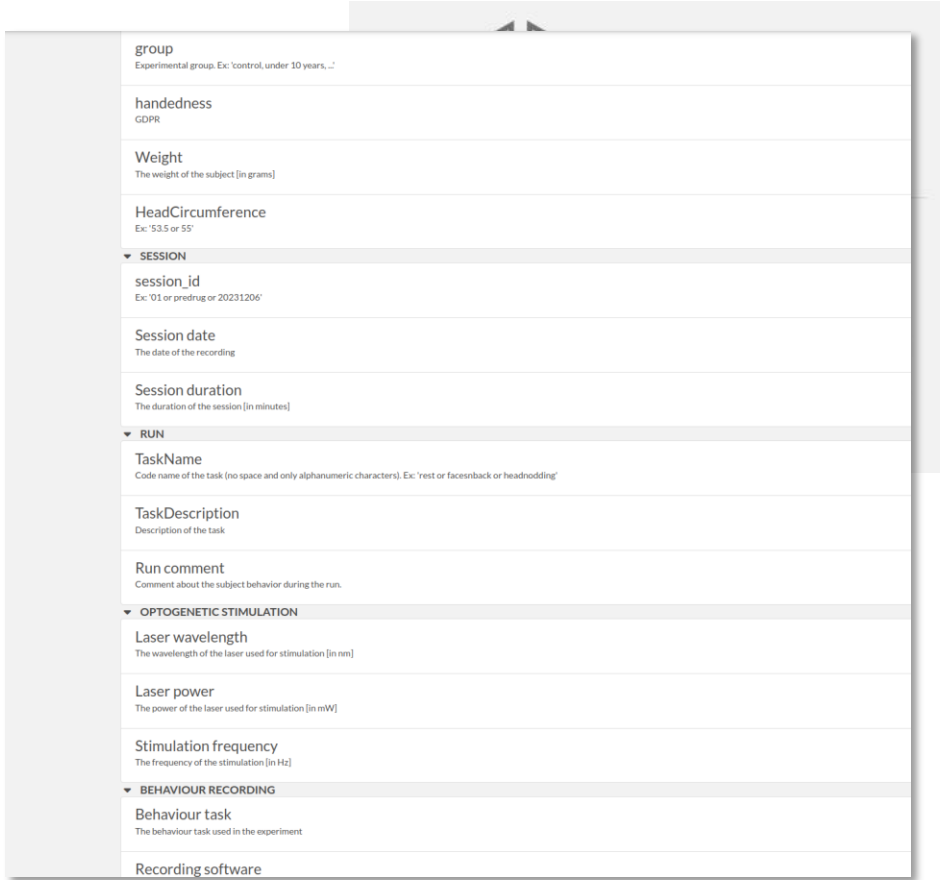 group
Experimental group. Ex: 'control, under 10 years, ...'
handedness
GDPR
Weight
The weight of the subject [in grams]
HeadCircumference
Ex: '53.5 or 55'
SESSION
session_id
Ex: '01 or predrug or 20231206'
Session date
The date of the recording
Session duration
The duration of the session [in minutes]
RUN
TaskName
Code name of the task (no space and only alphanumeric characters). Ex: 'rest or facesnback or headnodding'
TaskDescription
Description of the task
Run comment
Comment about the subject behavior during the run.
OPTOGENETIC STIMULATION
Laser wavelength
The wavelength of the laser used for stimulation [in nm]
Laser power
The power of the laser used for stimulation [in mW]
Stimulation frequency
The frequency of the stimulation [in Hz]
BEHAVIOUR RECORDING
Behaviour task
The behaviour task used in the experiment
Recording software